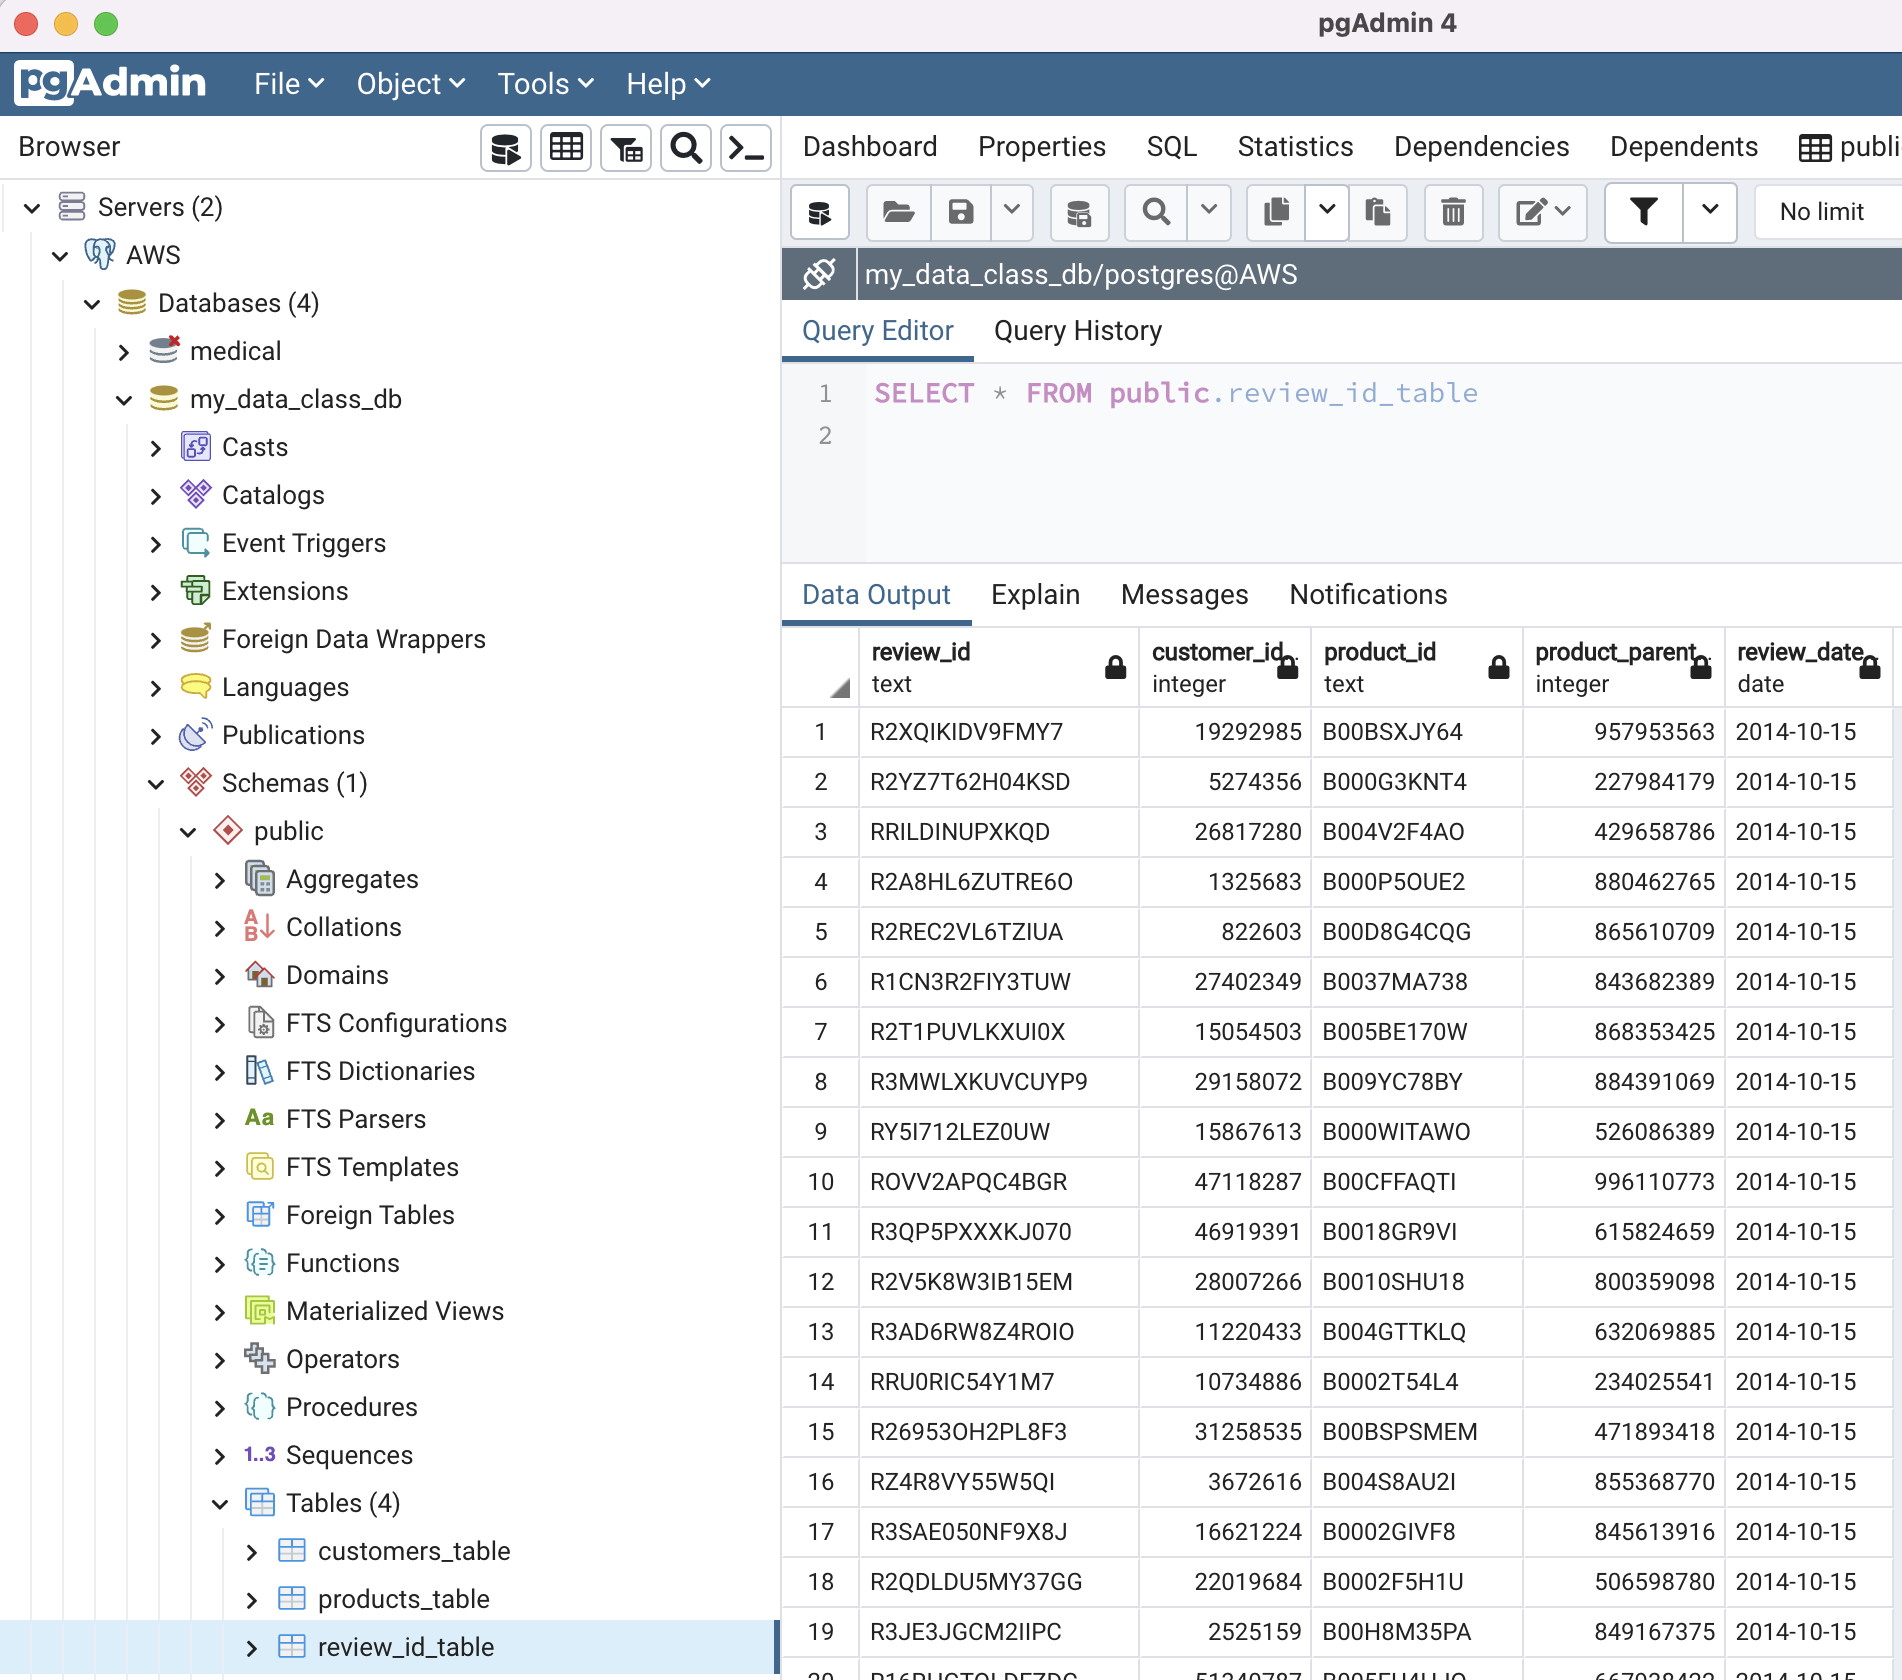 pgAdmin 4
pgAdmin File Object Tools Help
Browser
Servers (2)
AWS
Databases (4)
medical
my_data_class_db
Casts
Catalogs
Event Triggers
Extensions
Foreign Data Wrappers
Languages
Publications
Schemas (1)
public
Aggregates
Collations
Domains
FTS Configurations
FTS Dictionaries
Aa FTS Parsers
FTS Templates
Foreign Tables
Functions
Materialized Views
Operators
Procedures
1..3 Sequences
Tables (4)
customers_table
products_table
review_id_table
Dashboard Properties SQL Statistics Dependencies Dependents publi
No limit
my_data_class_db/postgres@AWS
Query Editor Query History
1 SELECT * FROM public.review_id_table
2
Data Output Explain Messages Notifications
review_id customer_id product_id product_parent review_date
text integer text integer date
1 R2XQIKIDV9FMY7 19292985 B00BSXJY64 957953563 2014-10-15
2 R2YZ7T62H04KSD 5274356 B000G3KNT4 227984179 2014-10-15
3 RRILDINUPXKQD 26817280 B004V2F4AO 429658786 2014-10-15
4 R2A8HL6ZUTRE6O 1325683 B000P5OUE2 880462765 2014-10-15
5 R2REC2VL6TZIUA 822603 B00D8G4CQG 865610709 2014-10-15
6 R1CN3R2FIY3TUW 27402349 B0037MA738 843682389 2014-10-15
7 R2T1PUVLKXUI0X 15054503 B005BE170W 868353425 2014-10-15
8 R3MWLXKUVCUYP9 29158072 B009YC78BY 884391069 2014-10-15
9 RY5I712LEZ0UW 15867613 B000WITAWO 526086389 2014-10-15
10 ROVV2APQC4BGR 47118287 B00CFFAQTI 996110773 2014-10-15
11 R3QP5PXXXKJ070 46919391 B0018GR9VI 615824659 2014-10-15
12 R2V5K8W3IB15EM 28007266 B0010SHU18 800359098 2014-10-15
13 R3AD6RW8Z4ROIO 11220433 B004GTTKLQ 632069885 2014-10-15
14 RRU0RIC54Y1M7 10734886 B0002T54L4 234025541 2014-10-15
15 R26953OH2PL8F3 31258535 B00BSPSMEM 471893418 2014-10-15
16 RZ4R8VY55W5QI 3672616 B004S8AU2I 855368770 2014-10-15
17 R3SAE050NF9X8J 16621224 B0002GIVF8 845613916 2014-10-15
18 R2QDLDU5MY37GG 22019684 B0002F5H1U 506598780 2014-10-15
19 R3JE3JGCM2IIPC 2525159 B00H8M35PA 849167375 2014-10-15